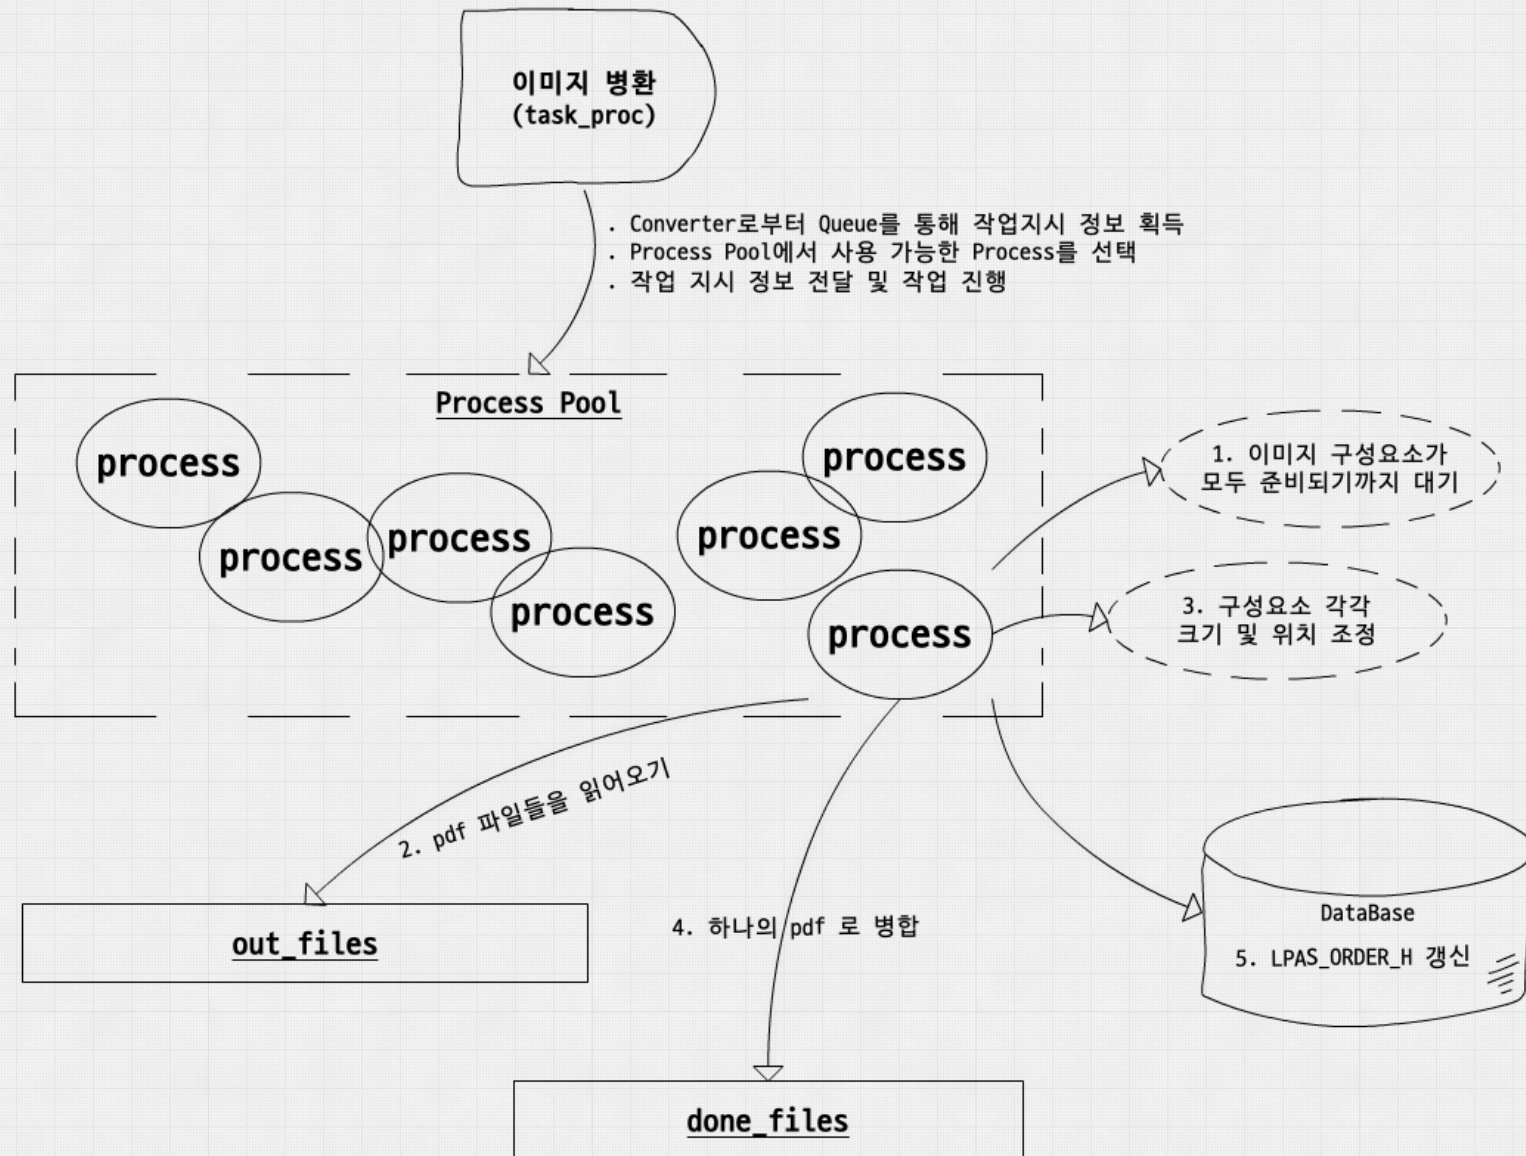 이미지 병환
(task_proc)
. Converter로부터 Queue를 통해 작업지시 정보 획득
. Process Pool에서 사용 가능한 Process를 선택
. 작업 지시 정보 전달 및 작업 진행
Process Pool
process
process
process
process
process
process
process
1. 이미지 구성요소가
모두 준비되기까지 대기
3. 구성요소 각각
크기 및 위치 조정
2. pdf 파일들을 읽어오기
out_files
4. 하나의 pdf 로 병합
DataBase
5. LPAS_ORDER_H 갱신
done_files